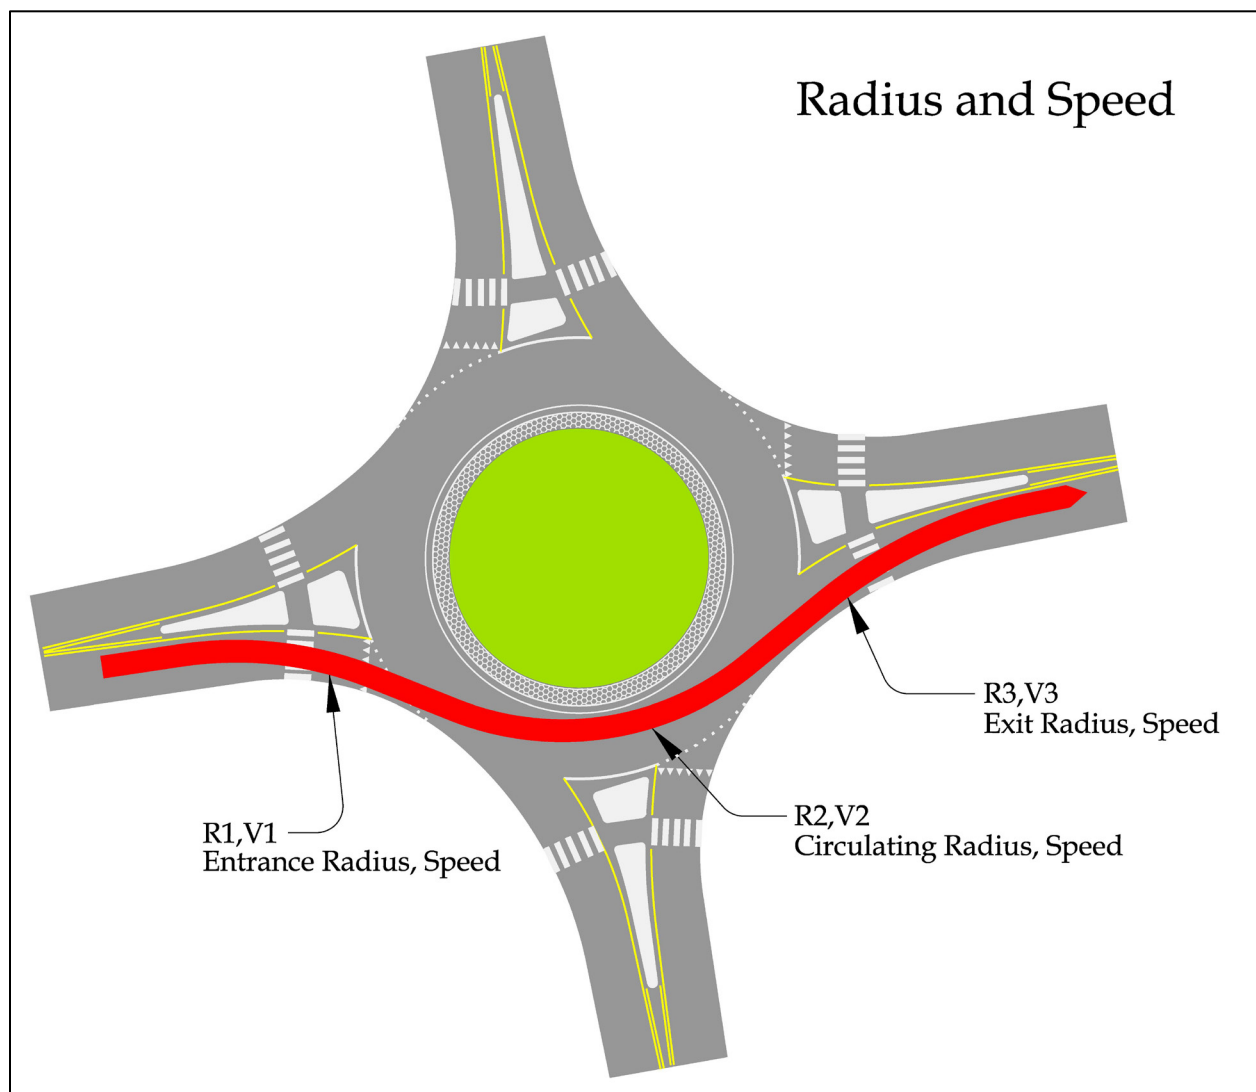 Radius and Speed
R3,V3
Exit Radius, Speed
R2,V2
Circulating Radius, Speed
R1,V1
Entrance Radius, Speed